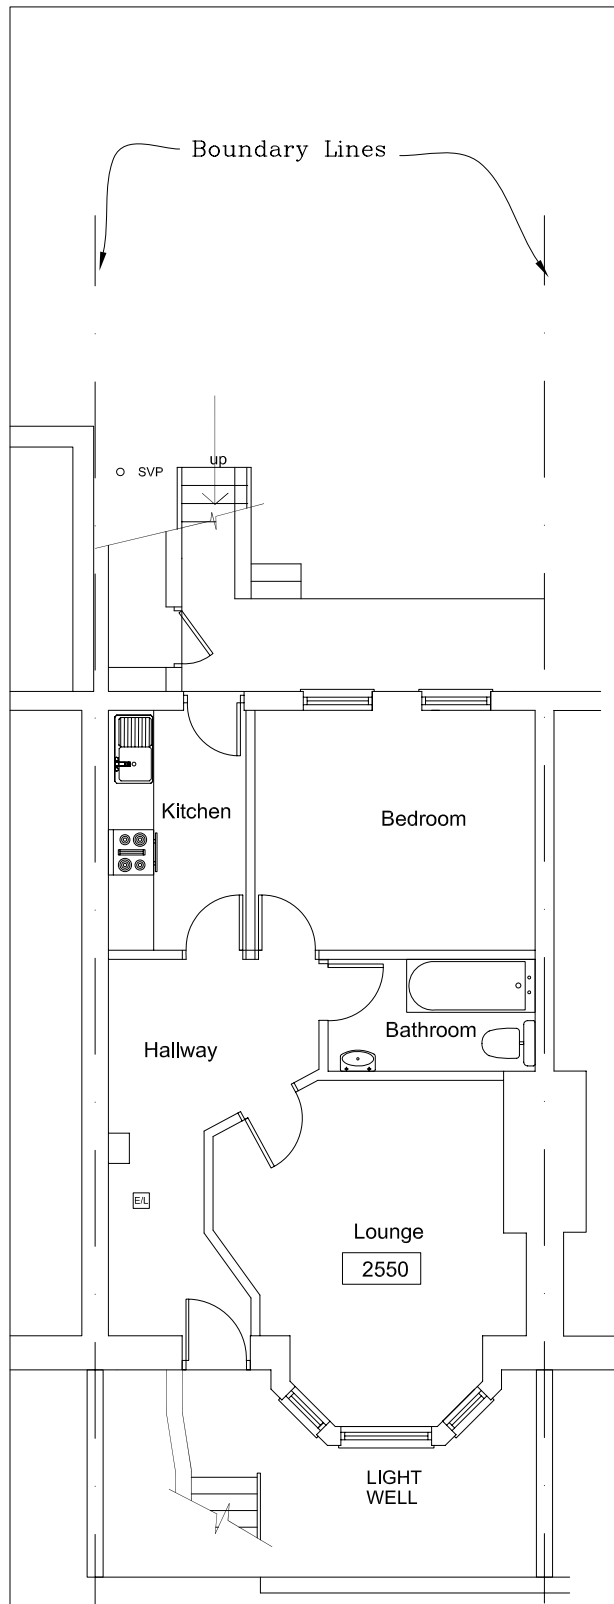 Boundary Lines
up
SVP
Kitchen
Bedroom
Bathroom
Hallway
E/L
Lounge
2550
LIGHT
WELL